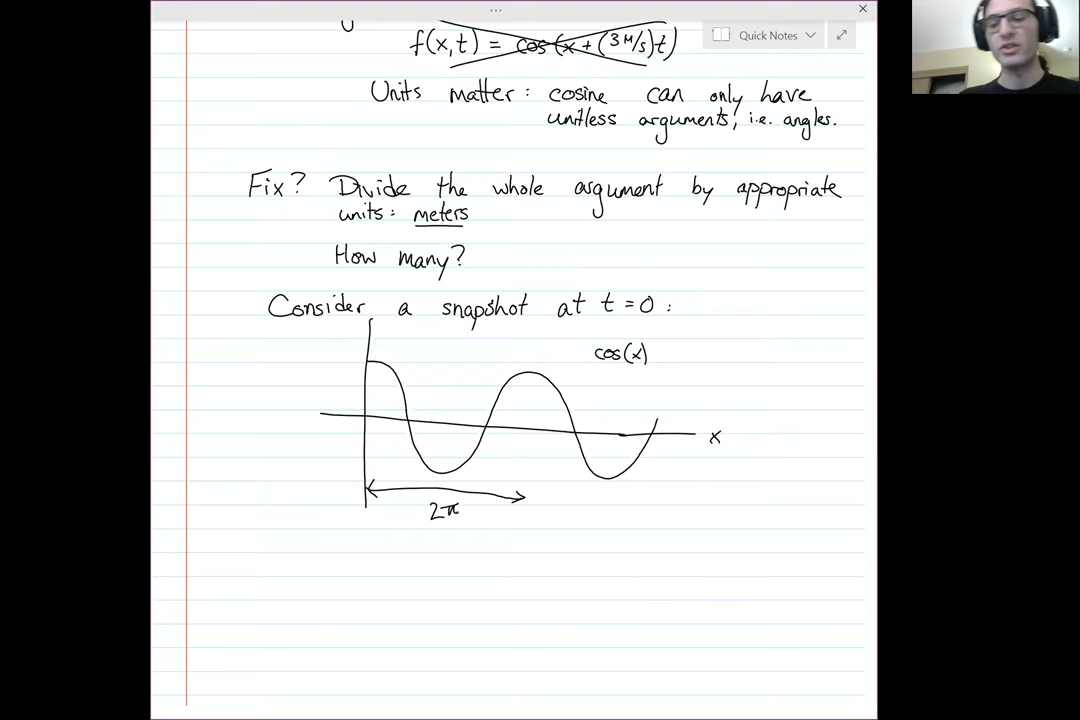 Quick Notes
f(x,t) = cos(x + (3 m/s)t)
Units matter: cosine can only have
unitless arguments, i.e. angles.
Fix? Divide the whole argument by appropriate
units: meters
How many?
Consider a snapshot at t=0:
cos(x)
x
2π